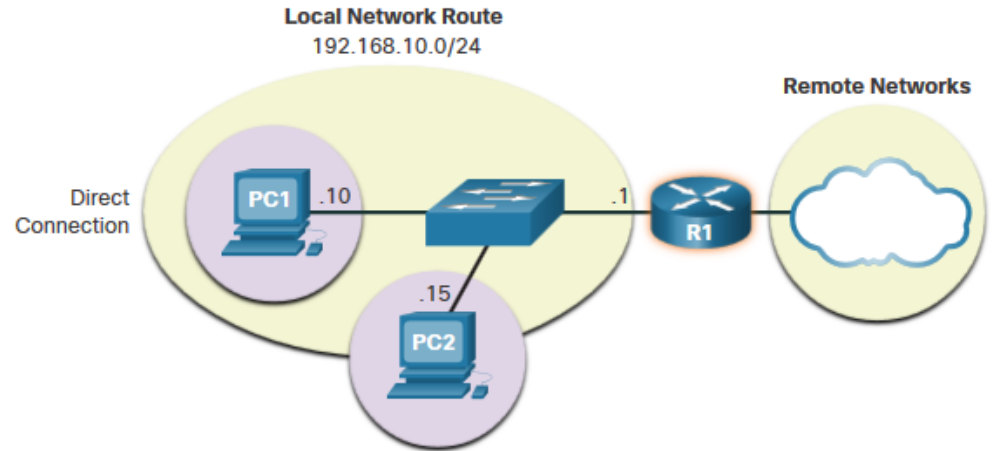 Local Network Route
192.168.10.0/24
Remote Networks
Direct
Connection
PC1
.10
.1
R1
.15
PC2